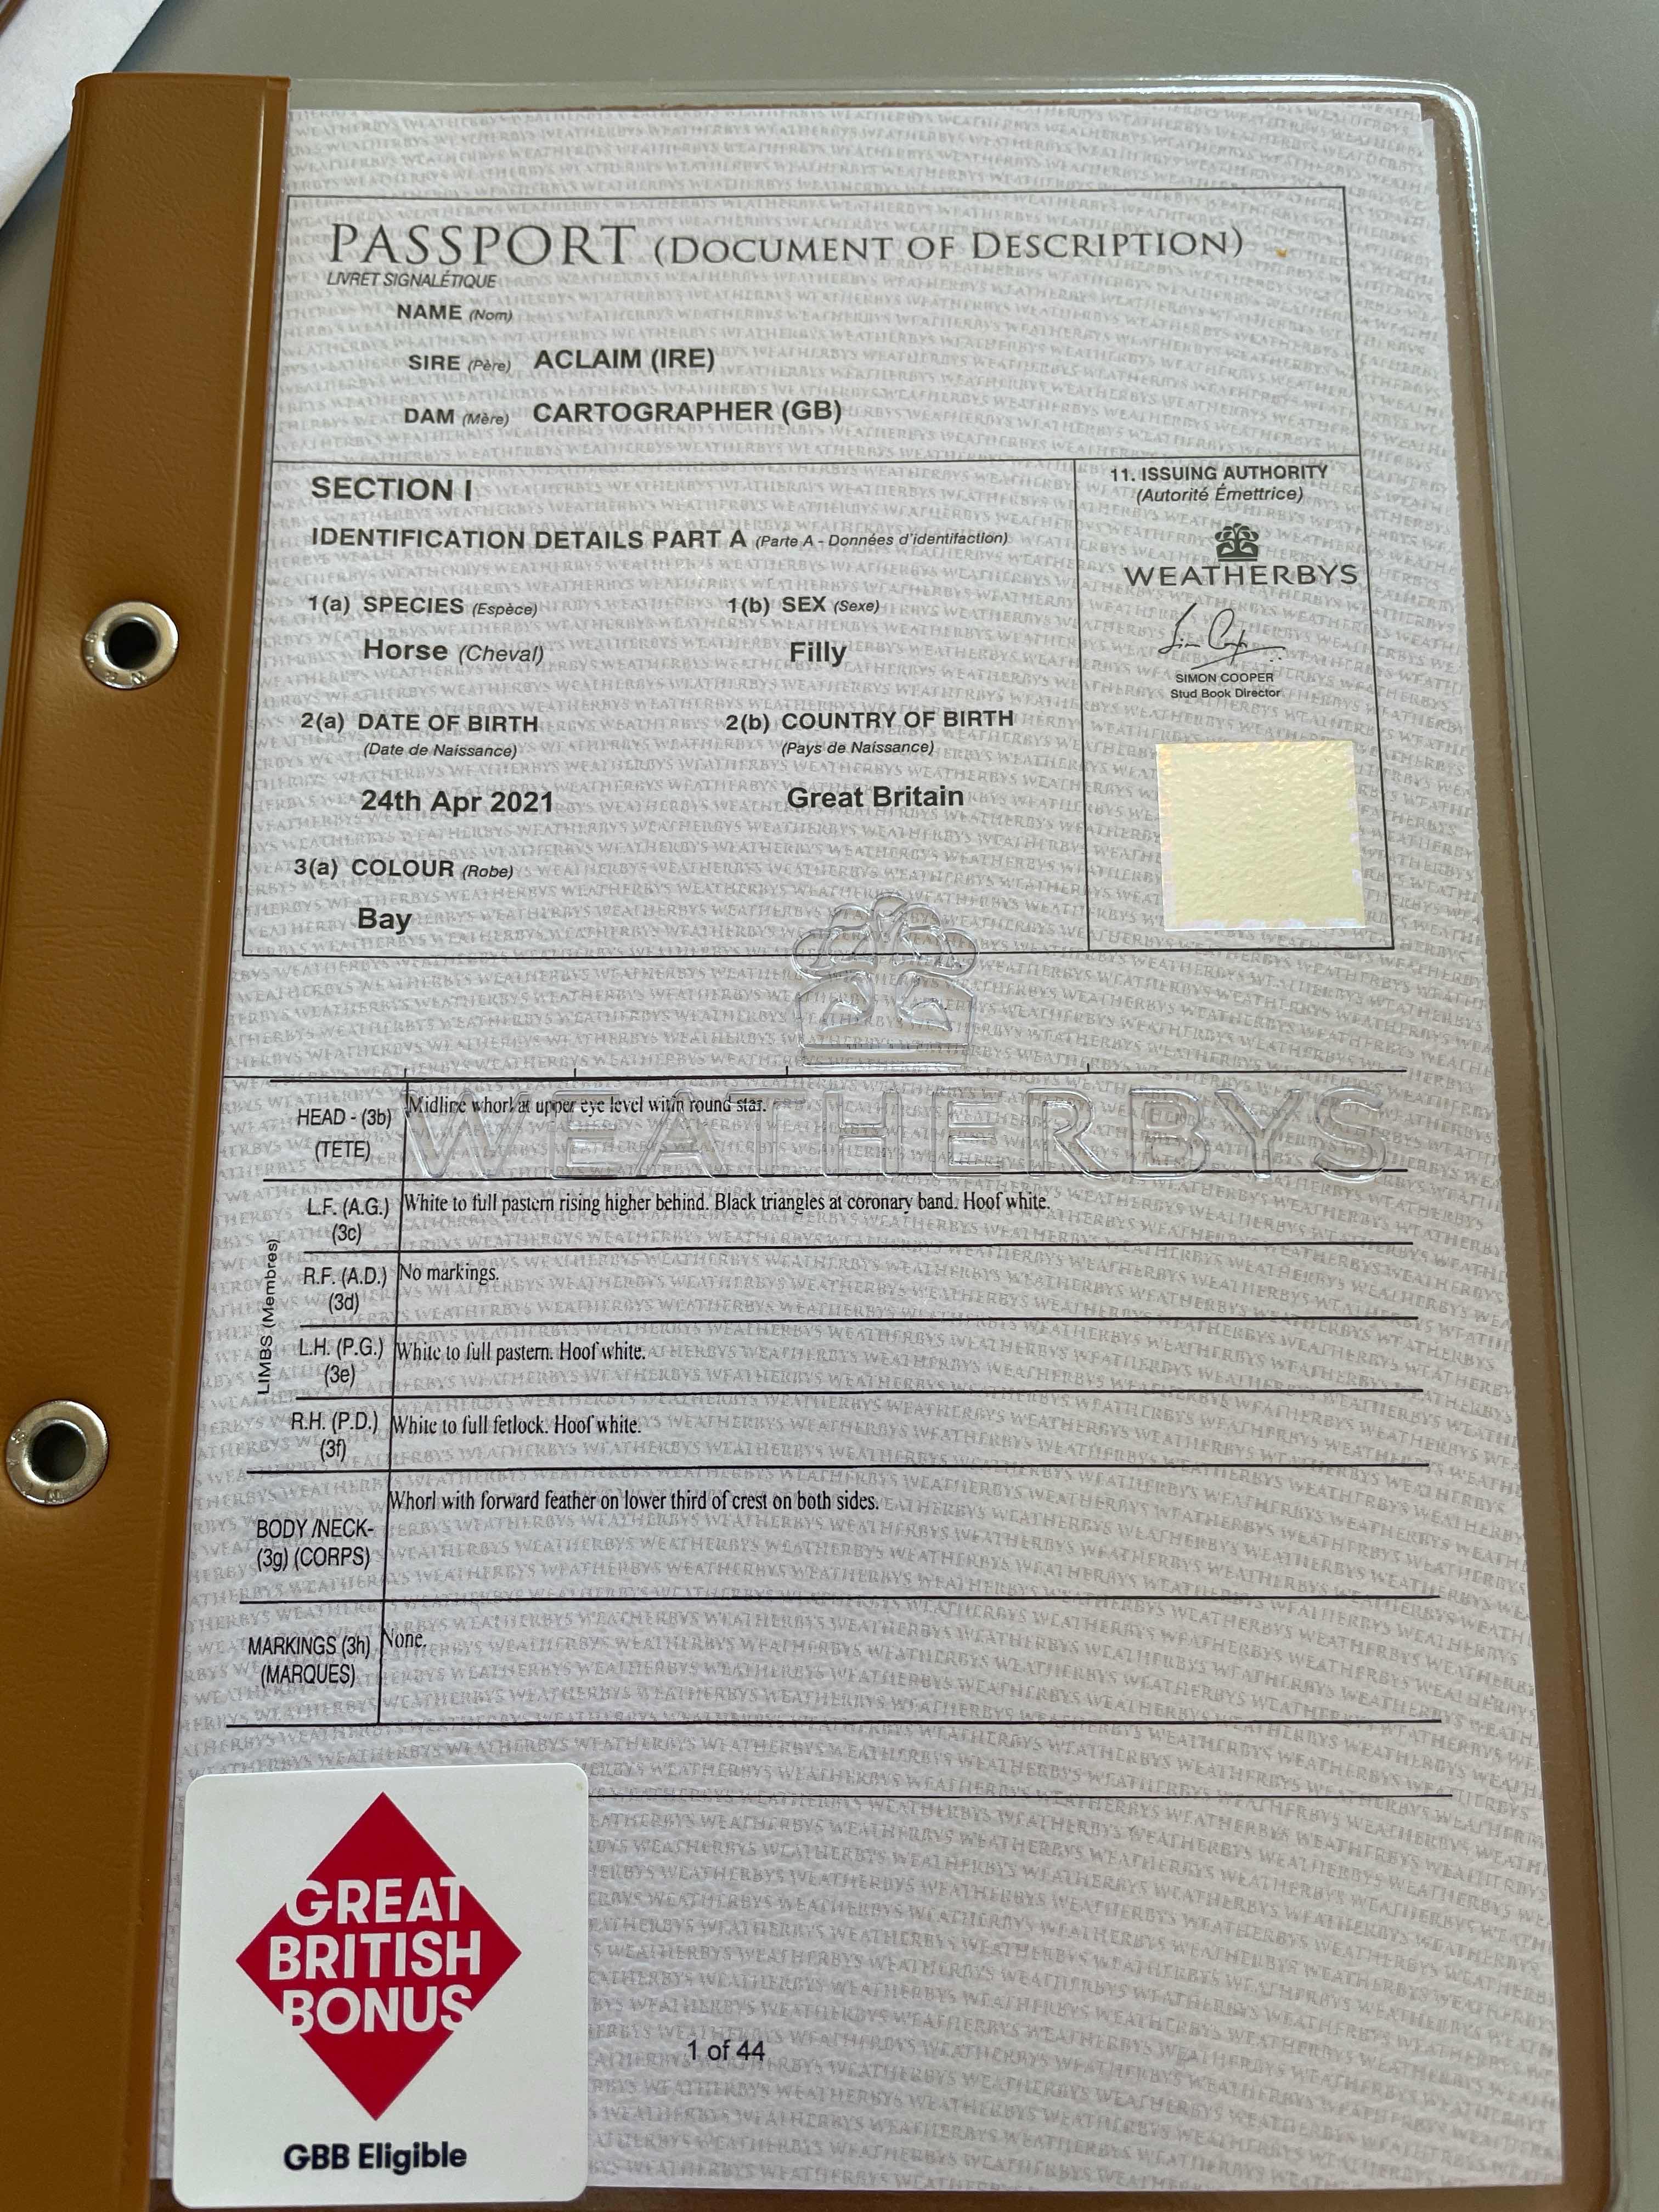 PASSPORT (DOCUMENT OF DESCRIPTION)
LIVRET SIGNALÉTIQUE
NAME (Nom)
SIRE (Père) ACLAIM (IRE)
DAM (Mère) CARTOGRAPHER (GB)
SECTION I
IDENTIFICATION DETAILS PART A (Parte A - Données d'identifaction)
1(a) SPECIES (Espèce) 1(b) SEX (Sexe)
Horse (Cheval) Filly
2(a) DATE OF BIRTH 2(b) COUNTRY OF BIRTH
(Date de Naissance) (Pays de Naissance)
24th Apr 2021 Great Britain
3(a) COLOUR (Robe)
Bay
11. ISSUING AUTHORITY
(Autorité Émettrice)
WEATHERBYS
SIMON COOPER
Stud Book Director
WEATHERBYS
HEAD - (3b) Midline whorl at upper eye level witin round star.
(TETE)
LIMBS (Membres)
L.F. (A.G.) White to full pastern rising higher behind. Black triangles at coronary band. Hoof white.
(3c)
R.F. (A.D.) No markings.
(3d)
L.H. (P.G.) White to full pastern. Hoof white.
(3e)
R.H. (P.D.) White to full fetlock. Hoof white.
(3f)
Whorl with forward feather on lower third of crest on both sides.
BODY /NECK-
(3g) (CORPS)
MARKINGS (3h) None.
(MARQUES)
GREAT
BRITISH
BONUS
GBB Eligible
1 of 44